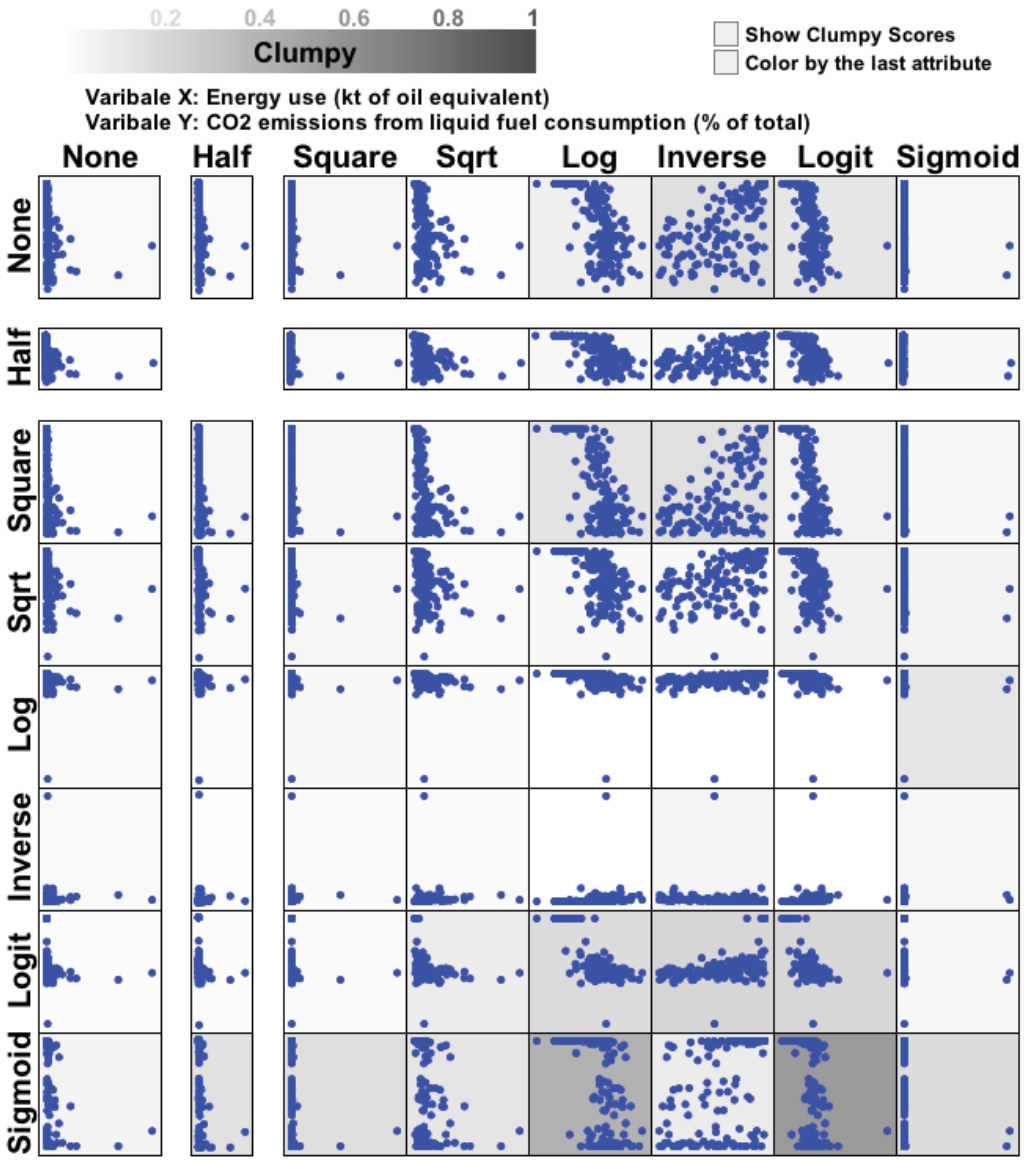 0.2 0.4 0.6 0.8 1
Clumpy
Show Clumpy Scores
Color by the last attribute
Varibale X: Energy use (kt of oil equivalent)
Varibale Y: CO2 emissions from liquid fuel consumption (% of total)
None Half Square Sqrt Log Inverse Logit Sigmoid
None
Half
Square
Sqrt
Log
Inverse
Logit
Sigmoid